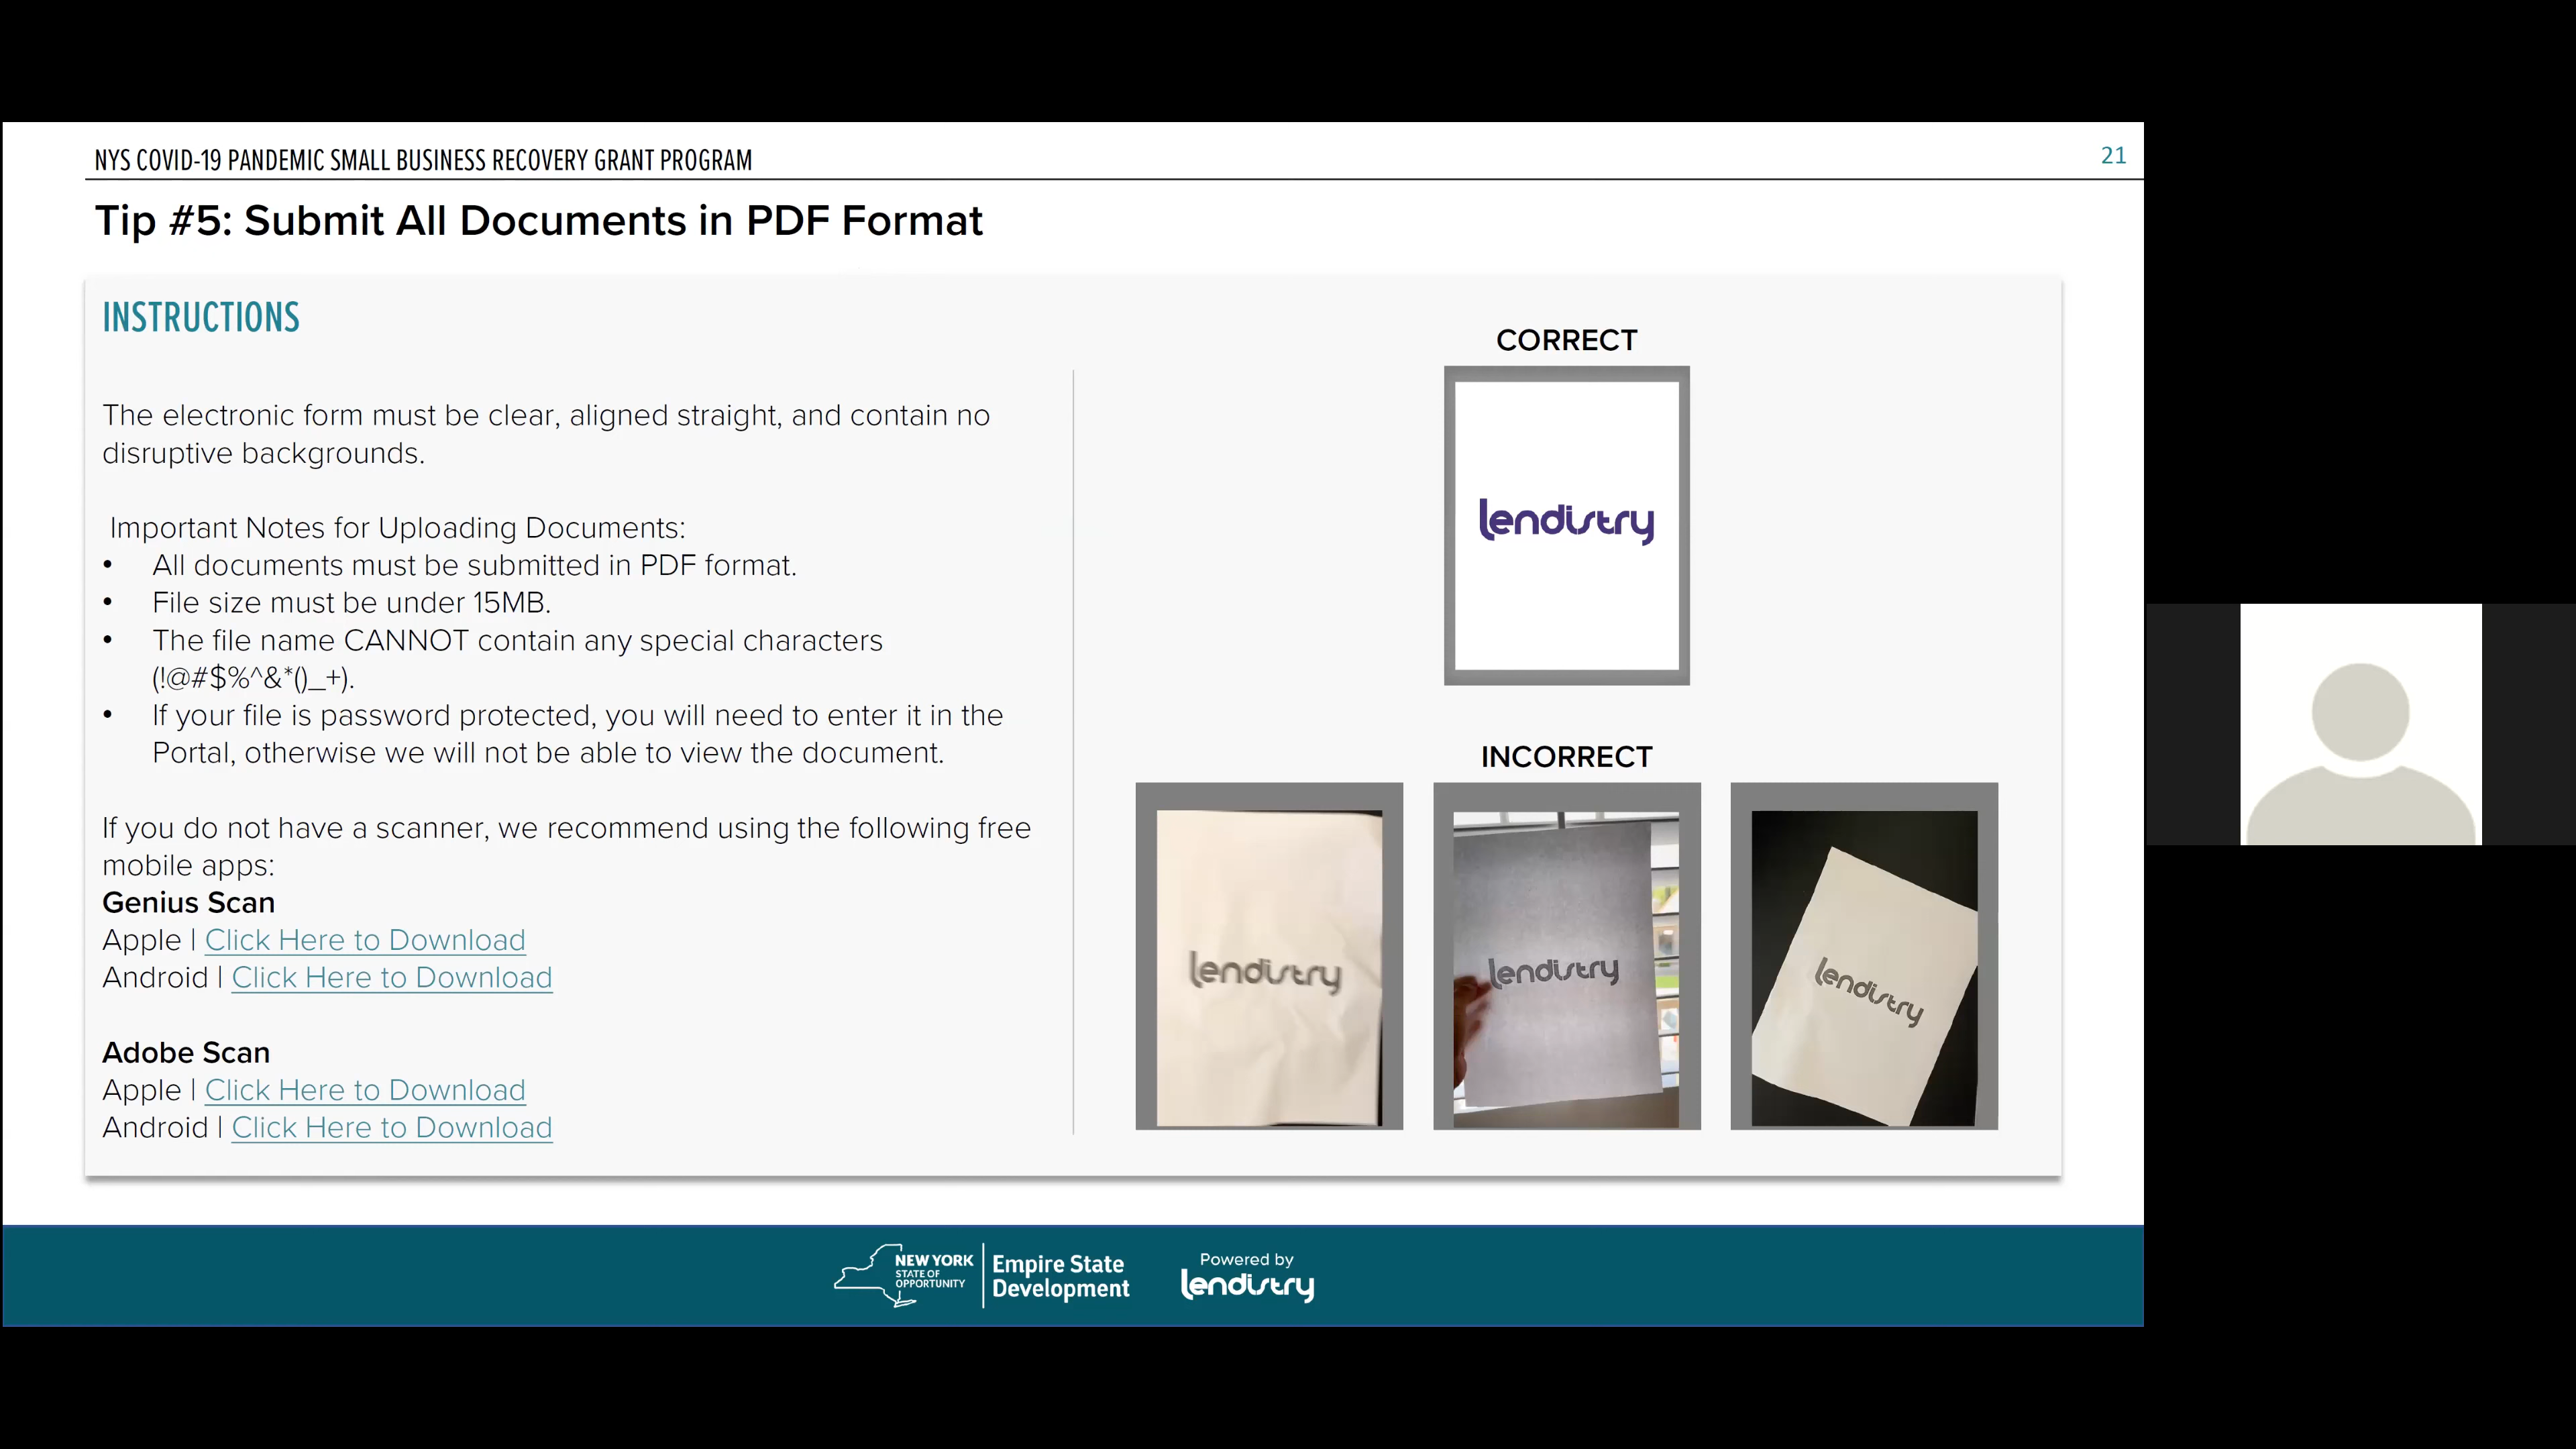 NYS COVID-19 PANDEMIC SMALL BUSINESS RECOVERY GRANT PROGRAM
21
Tip #5: Submit All Documents in PDF Format
INSTRUCTIONS
The electronic form must be clear, aligned straight, and contain no
disruptive backgrounds.
Important Notes for Uploading Documents:
• All documents must be submitted in PDF format.
• File size must be under 15MB.
• The file name CANNOT contain any special characters
(!@#$%^&*()_+).
• If your file is password protected, you will need to enter it in the
Portal, otherwise we will not be able to view the document.
If you do not have a scanner, we recommend using the following free
mobile apps:
Genius Scan
Apple | Click Here to Download
Android | Click Here to Download
Adobe Scan
Apple | Click Here to Download
Android | Click Here to Download
CORRECT
lendistry
INCORRECT
lendistry
lendistry
lendistry
NEW YORK
STATE OF
OPPORTUNITY
Empire State
Development
Powered by
lendistry